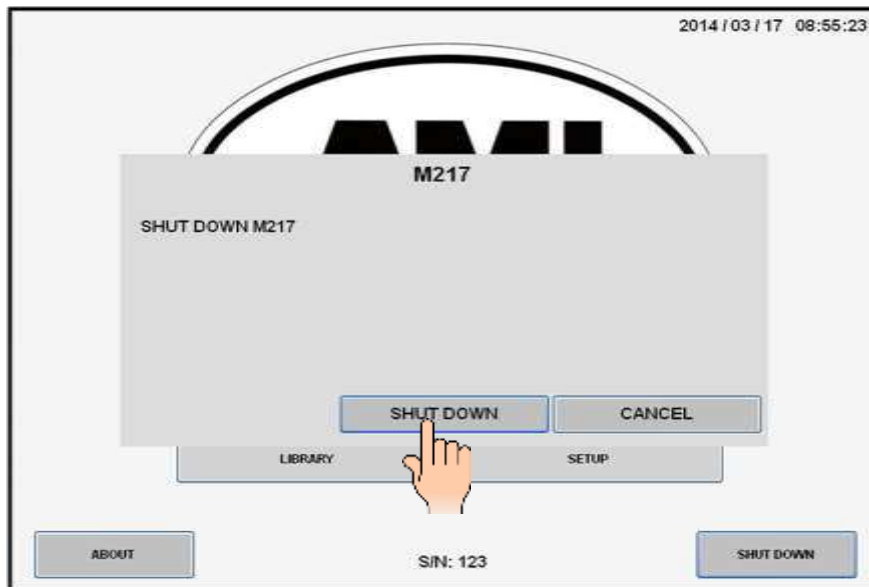 2014 / 03 / 17 08:55:23
AMI
M217
SHUT DOWN M217
SHUT DOWN CANCEL
LIBRARY SETUP
ABOUT S/N: 123 SHUT DOWN